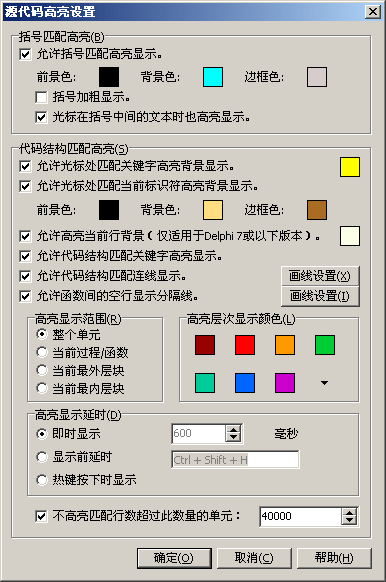 源代码高亮设置
括号匹配高亮(B)
允许括号匹配高亮显示。
前景色: 背景色: 边框色:
括号加粗显示。
光标在括号中间的文本时也高亮显示。
代码结构匹配高亮(S)
允许光标处匹配关键字高亮背景显示。
允许光标处匹配当前标识符高亮背景显示。
前景色: 背景色: 边框色:
允许高亮当前行背景（仅适用于Delphi 7或以下版本）。
允许代码结构匹配关键字高亮显示。
允许代码结构匹配连线显示。 画线设置(X)
允许函数间的空行显示分隔线。 画线设置(I)
高亮显示范围(R) 高亮层次显示颜色(L)
整个单元
当前过程/函数
当前最外层块
当前最内层块
高亮显示延时(D)
即时显示 600 毫秒
显示前延时 Ctrl + Shift + H
热键按下时显示
不高亮匹配行数超过此数量的单元： 40000
确定(O) 取消(C) 帮助(H)